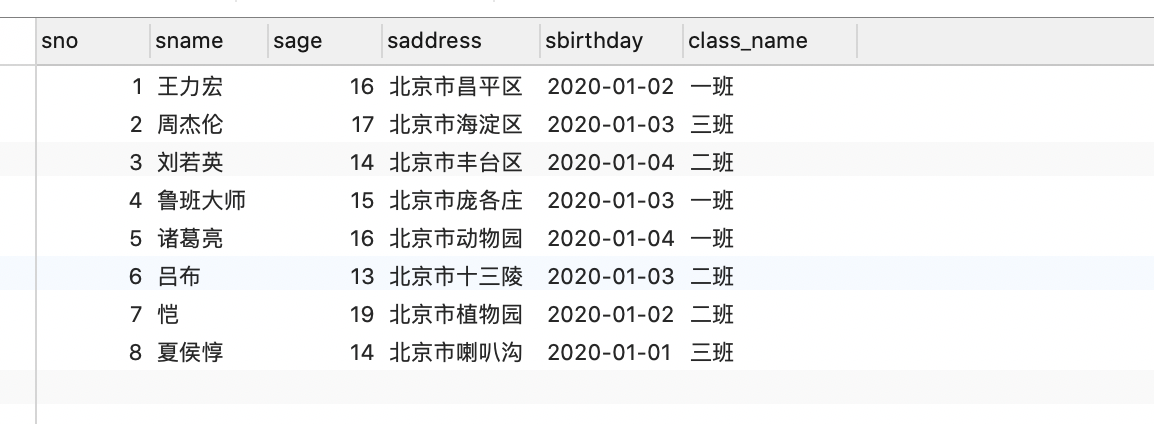 sno sname sage saddress sbirthday class_name
1 王力宏 16 北京市昌平区 2020-01-02 一班
2 周杰伦 17 北京市海淀区 2020-01-03 三班
3 刘若英 14 北京市丰台区 2020-01-04 二班
4 鲁班大师 15 北京市庞各庄 2020-01-03 一班
5 诸葛亮 16 北京市动物园 2020-01-04 一班
6 吕布 13 北京市十三陵 2020-01-03 二班
7 恺 19 北京市植物园 2020-01-02 二班
8 夏侯惇 14 北京市喇叭沟 2020-01-01 三班